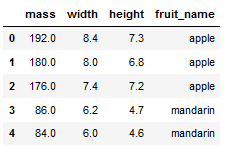 mass width height fruit_name
0 192.0 8.4 7.3 apple
1 180.0 8.0 6.8 apple
2 176.0 7.4 7.2 apple
3 86.0 6.2 4.7 mandarin
4 84.0 6.0 4.6 mandarin